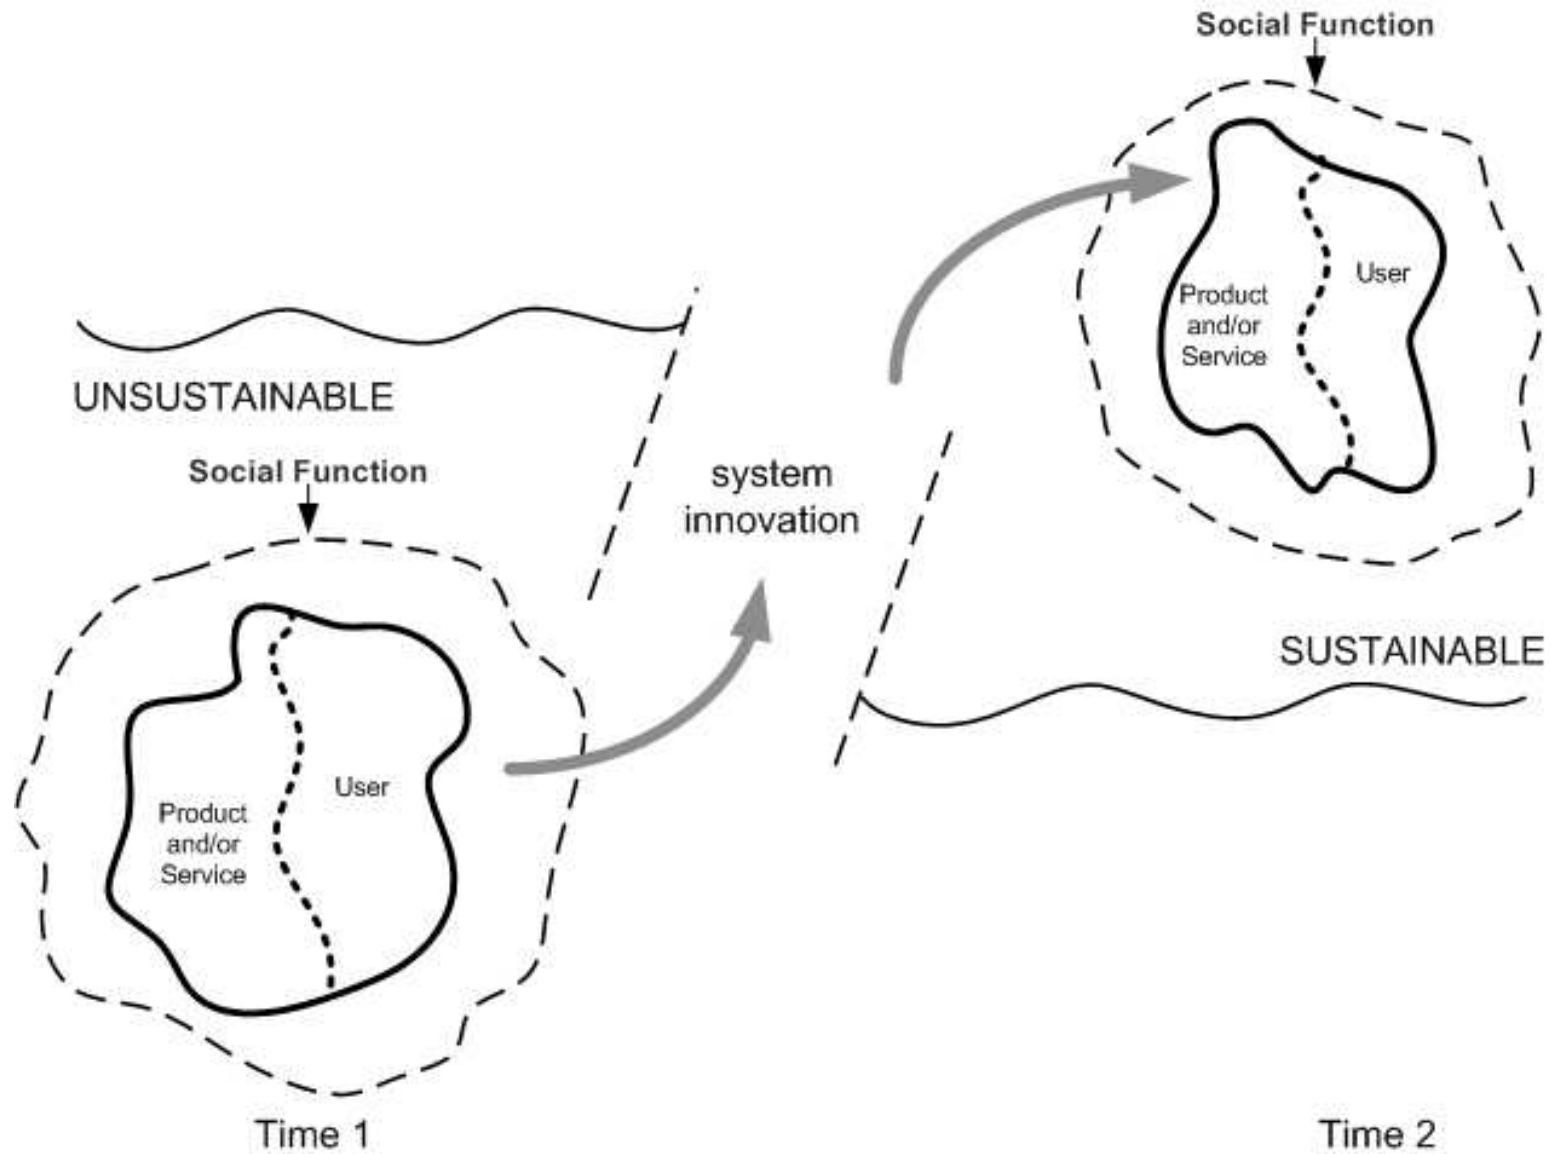 Social Function
User
Product
and/or
Service
UNSUSTAINABLE
Social Function
system
innovation
SUSTAINABLE
User
Product
and/or
Service
Time 1
Time 2